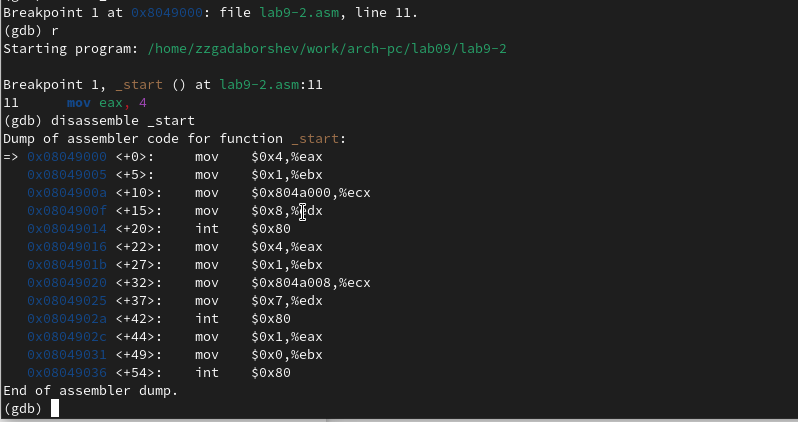 Breakpoint 1 at 0x8049000: file lab9-2.asm, line 11.
(gdb) r
Starting program: /home/zzgadaborshev/work/arch-pc/lab09/lab9-2
Breakpoint 1, _start () at lab9-2.asm:11
11      mov eax, 4
(gdb) disassemble _start
Dump of assembler code for function _start:
=> 0x08049000 <+0>:     mov    $0x4,%eax
   0x08049005 <+5>:     mov    $0x1,%ebx
   0x0804900a <+10>:    mov    $0x804a000,%ecx
   0x0804900f <+15>:    mov    $0x8,%edx
   0x08049014 <+20>:    int    $0x80
   0x08049016 <+22>:    mov    $0x4,%eax
   0x0804901b <+27>:    mov    $0x1,%ebx
   0x08049020 <+32>:    mov    $0x804a008,%ecx
   0x08049025 <+37>:    mov    $0x7,%edx
   0x0804902a <+42>:    int    $0x80
   0x0804902c <+44>:    mov    $0x1,%eax
   0x08049031 <+49>:    mov    $0x0,%ebx
   0x08049036 <+54>:    int    $0x80
End of assembler dump.
(gdb)